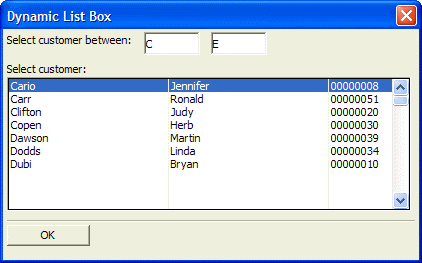 Dynamic List Box
Select customer between: C E
Select customer:
Cario Jennifer 00000008
Carr Ronald 00000051
Clifton Judy 00000020
Copen Herb 00000030
Dawson Martin 00000039
Dodds Linda 00000034
Dubi Bryan 00000010
OK